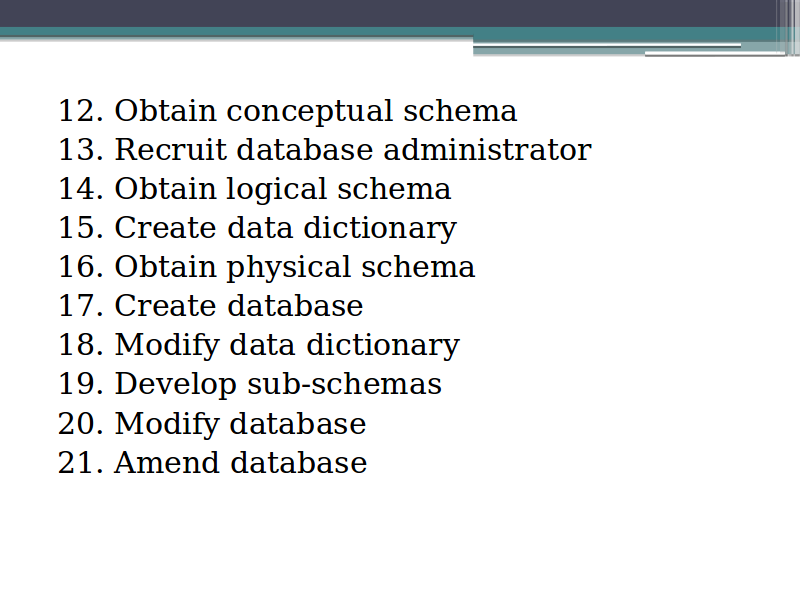 12. Obtain conceptual schema
13. Recruit database administrator
14. Obtain logical schema
15. Create data dictionary
16. Obtain physical schema
17. Create database
18. Modify data dictionary
19. Develop sub-schemas
20. Modify database
21. Amend database